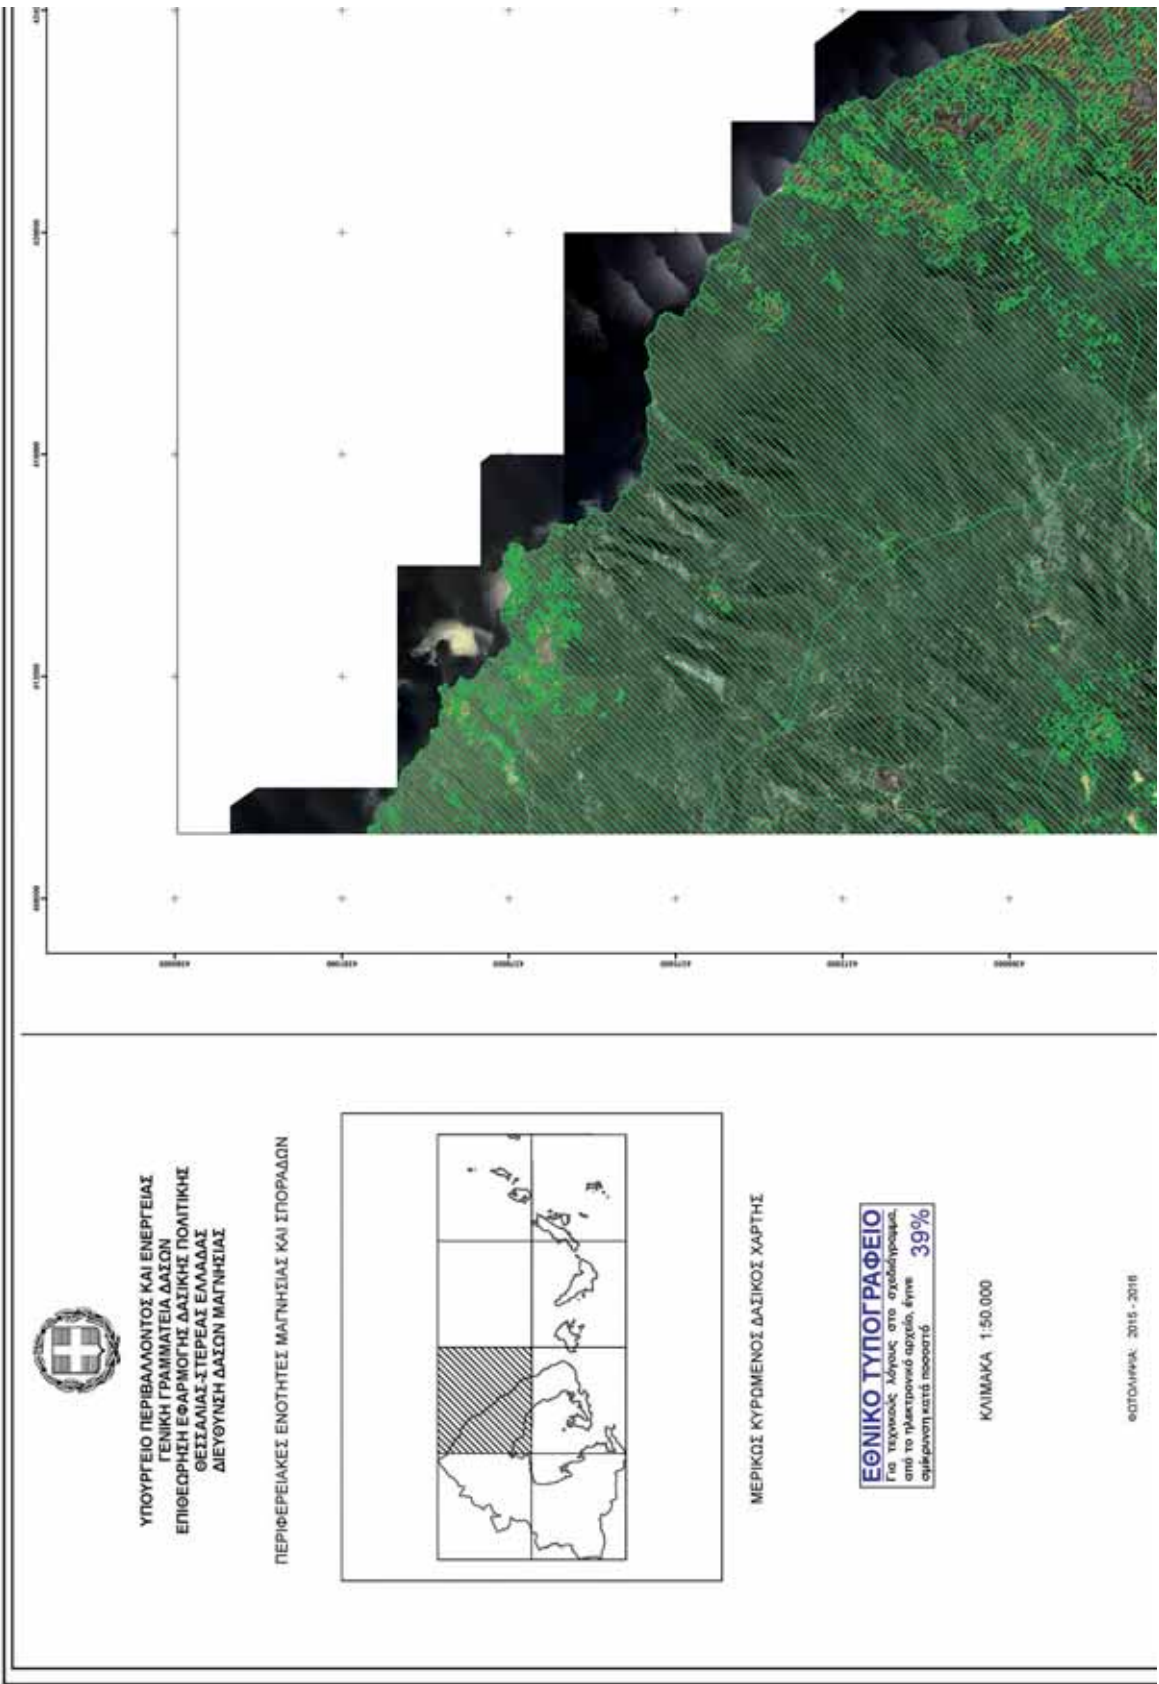 ΥΠΟΥΡΓΕΙΟ ΠΕΡΙΒΑΛΛΟΝΤΟΣ ΚΑΙ ΕΝΕΡΓΕΙΑΣ
ΓΕΝΙΚΗ ΓΡΑΜΜΑΤΕΙΑ ΔΑΣΩΝ
ΕΠΙΘΕΩΡΗΣΗ ΕΦΑΡΜΟΓΗΣ ΔΑΣΙΚΗΣ ΠΟΛΙΤΙΚΗΣ
ΘΕΣΣΑΛΙΑΣ-ΣΤΕΡΕΑΣ ΕΛΛΑΔΑΣ
ΔΙΕΥΘΥΝΣΗ ΔΑΣΩΝ ΜΑΓΝΗΣΙΑΣ
ΠΕΡΙΦΕΡΕΙΑΚΕΣ ΕΝΟΤΗΤΕΣ ΜΑΓΝΗΣΙΑΣ ΚΑΙ ΣΠΟΡΑΔΩΝ
ΜΕΡΙΚΩΣ ΚΥΡΩΜΕΝΟΣ ΔΑΣΙΚΟΣ ΧΑΡΤΗΣ
ΕΘΝΙΚΟ ΤΥΠΟΓΡΑΦΕΙΟ
Για τεχνικούς λόγους στο σχεδιάγραμμα,
από το ηλεκτρονικό αρχείο, έγινε
σμίκρυνση κατά ποσοστό 39%
ΚΛΙΜΑΚΑ 1:50.000
ΦΩΤΟΛΗΨΙΑ: 2015 - 2016